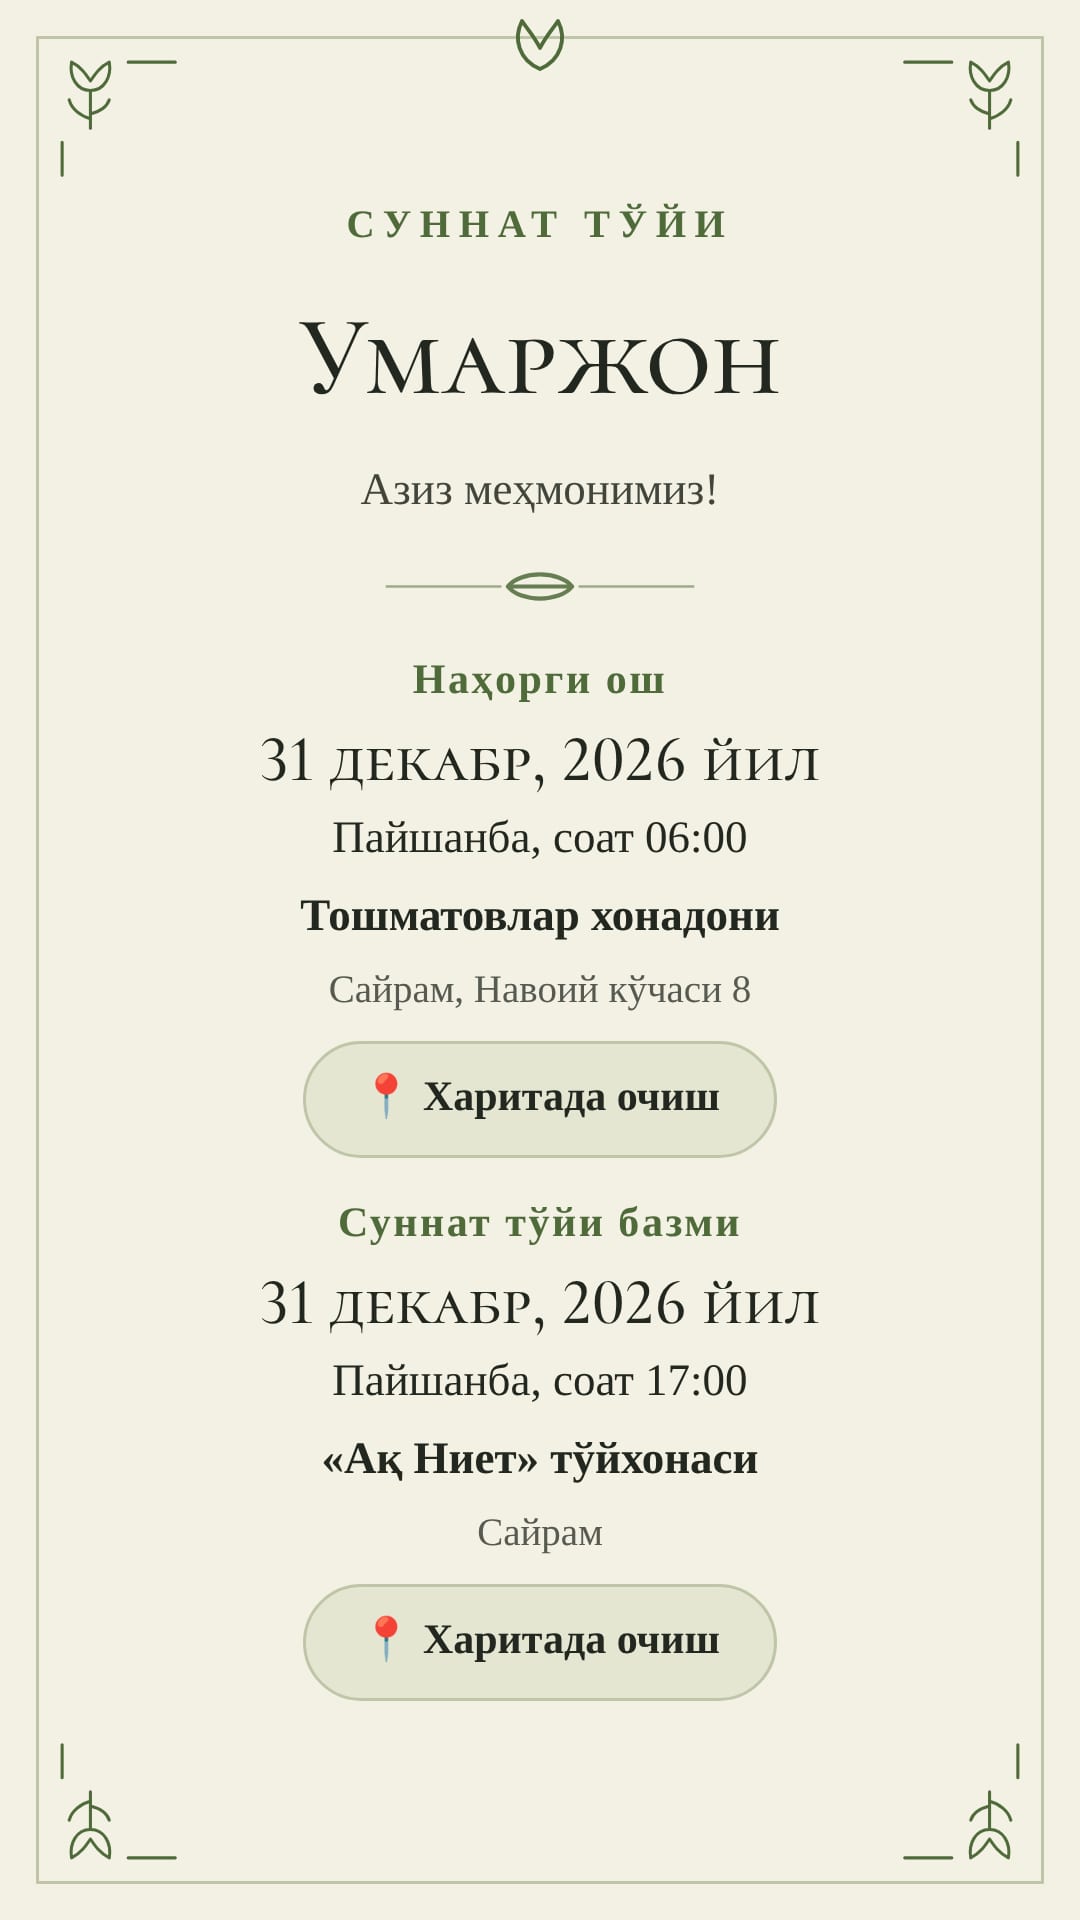 СУННАТ ТЎЙИ
Умаржон
Азиз меҳмонимиз!
Наҳорги ош
31 декабр, 2026 йил
Пайшанба, соат 06:00
Тошматовлар хонадони
Сайрам, Навоий кўчаси 8
📍 Харитада очиш
Суннат тўйи базми
31 декабр, 2026 йил
Пайшанба, соат 17:00
«Ақ Ниет» тўйхонаси
Сайрам
📍 Харитада очиш